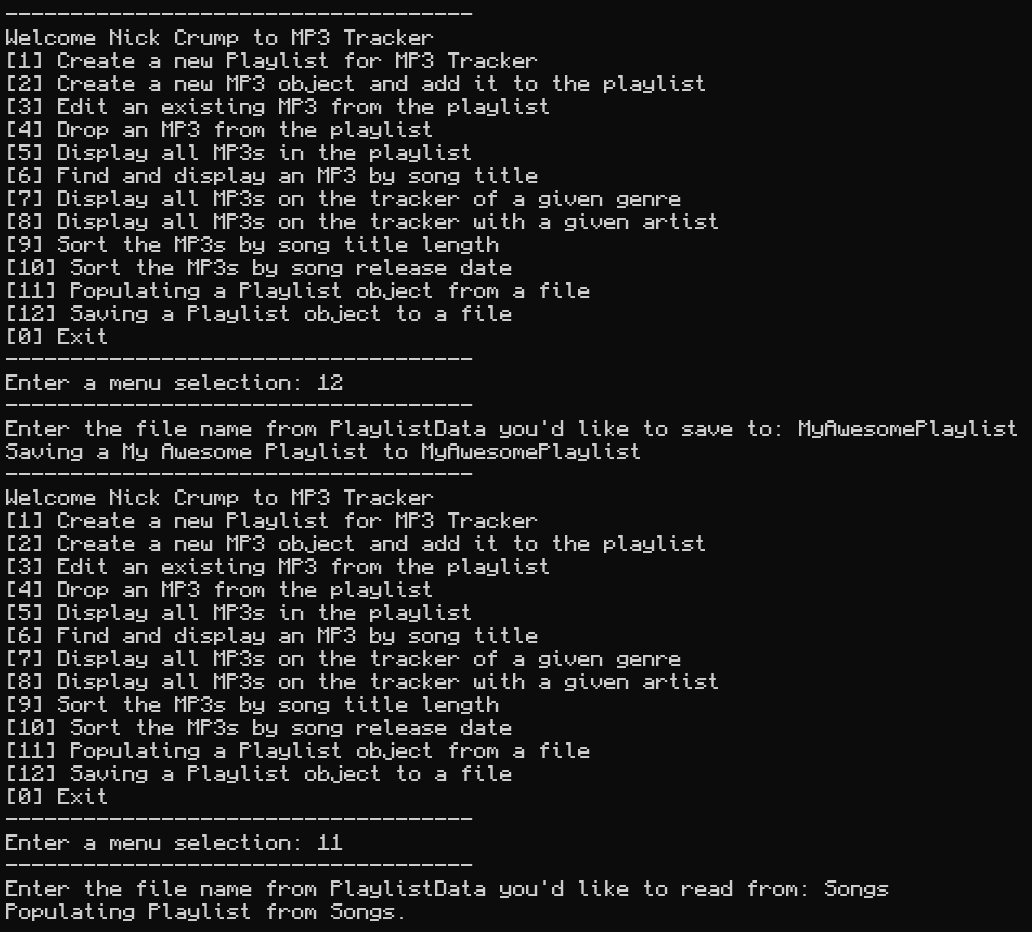 ------------------------------------
Welcome Nick Crump to MP3 Tracker
[1] Create a new Playlist for MP3 Tracker
[2] Create a new MP3 object and add it to the playlist
[3] Edit an existing MP3 from the playlist
[4] Drop an MP3 from the playlist
[5] Display all MP3s in the playlist
[6] Find and display an MP3 by song title
[7] Display all MP3s on the tracker of a given genre
[8] Display all MP3s on the tracker with a given artist
[9] Sort the MP3s by song title length
[10] Sort the MP3s by song release date
[11] Populating a Playlist object from a file
[12] Saving a Playlist object to a file
[0] Exit
------------------------------------
Enter a menu selection: 12
------------------------------------
Enter the file name from PlaylistData you'd like to save to: MyAwesomePlaylist
Saving a My Awesome Playlist to MyAwesomePlaylist
------------------------------------
Welcome Nick Crump to MP3 Tracker
[1] Create a new Playlist for MP3 Tracker
[2] Create a new MP3 object and add it to the playlist
[3] Edit an existing MP3 from the playlist
[4] Drop an MP3 from the playlist
[5] Display all MP3s in the playlist
[6] Find and display an MP3 by song title
[7] Display all MP3s on the tracker of a given genre
[8] Display all MP3s on the tracker with a given artist
[9] Sort the MP3s by song title length
[10] Sort the MP3s by song release date
[11] Populating a Playlist object from a file
[12] Saving a Playlist object to a file
[0] Exit
------------------------------------
Enter a menu selection: 11
------------------------------------
Enter the file name from PlaylistData you'd like to read from: Songs
Populating Playlist from Songs.